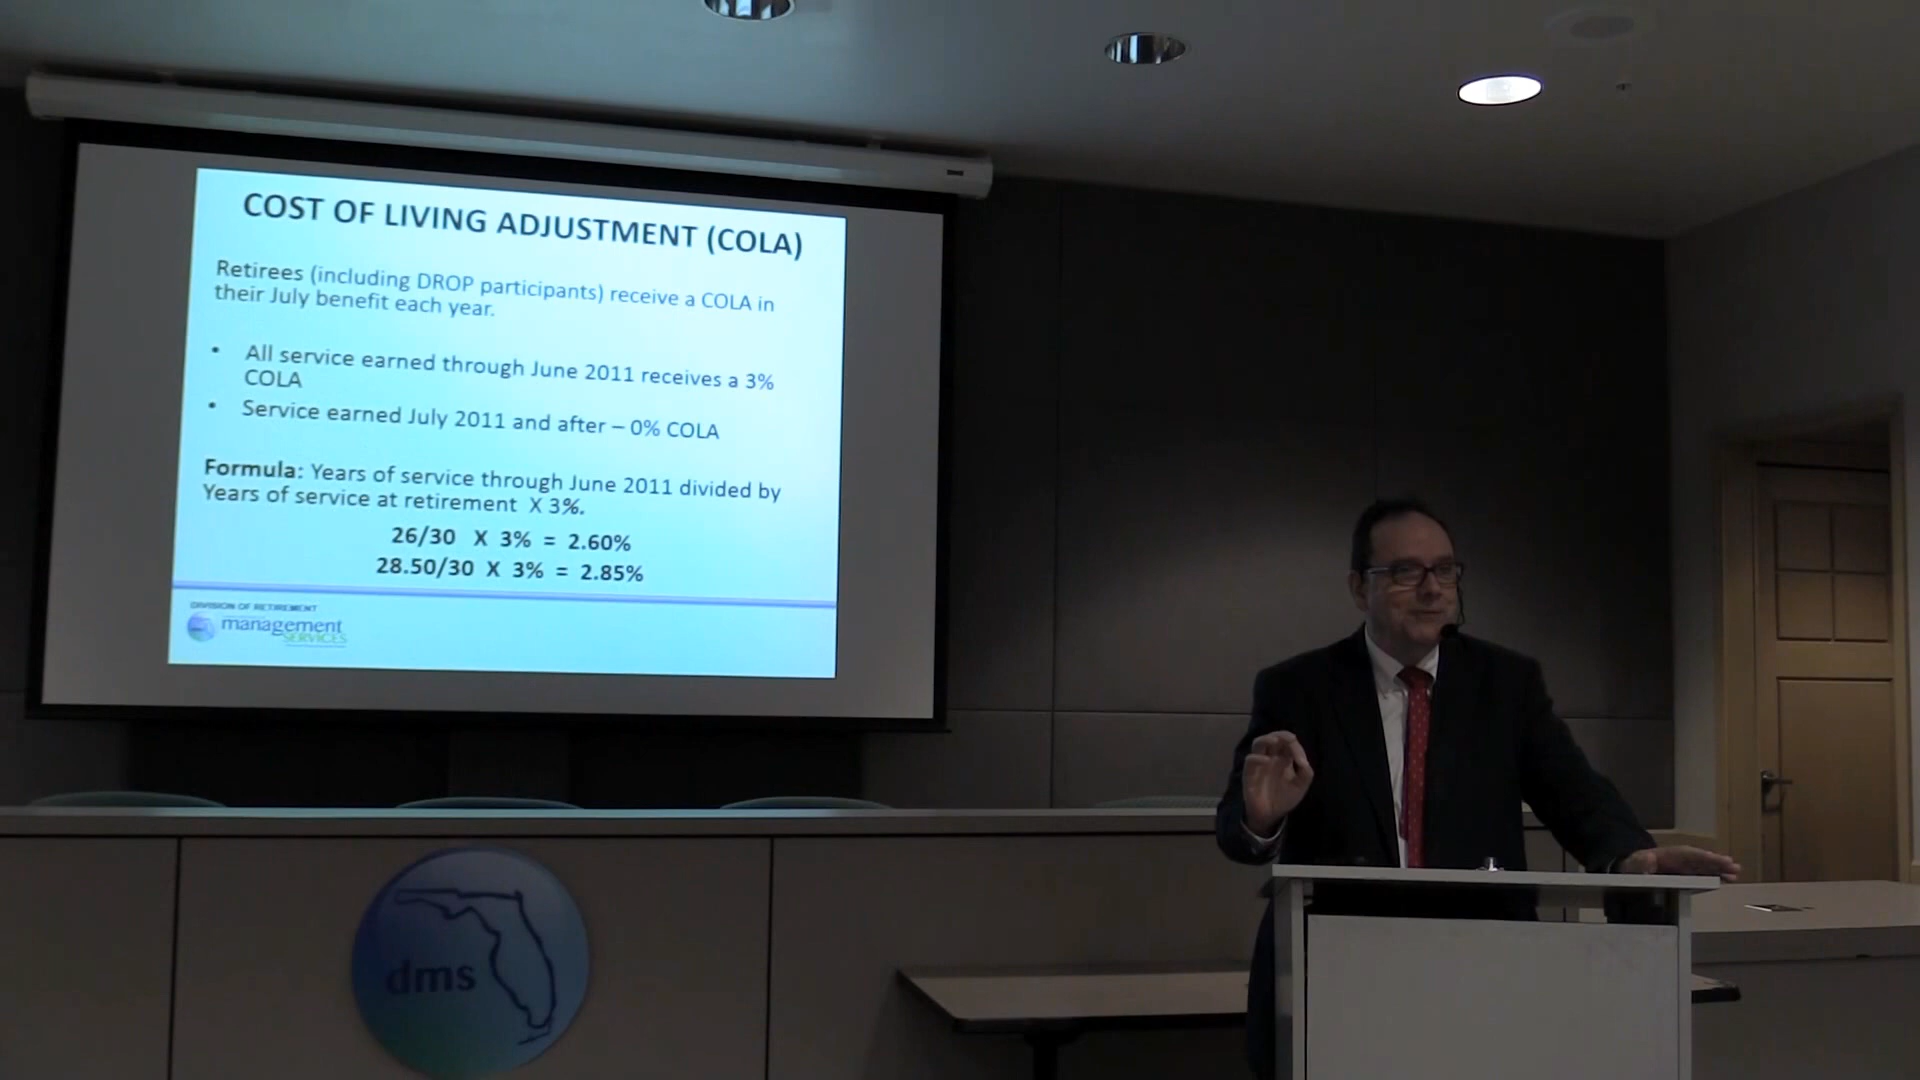 COST OF LIVING ADJUSTMENT (COLA)
Retirees (including DROP participants) receive a COLA in
their July benefit each year.
• All service earned through June 2011 receives a 3%
COLA
• Service earned July 2011 and after – 0% COLA
Formula: Years of service through June 2011 divided by
Years of service at retirement X 3%.
26/30 X 3% = 2.60%
28.50/30 X 3% = 2.85%
DIVISION OF RETIREMENT
management
SERVICES
dms